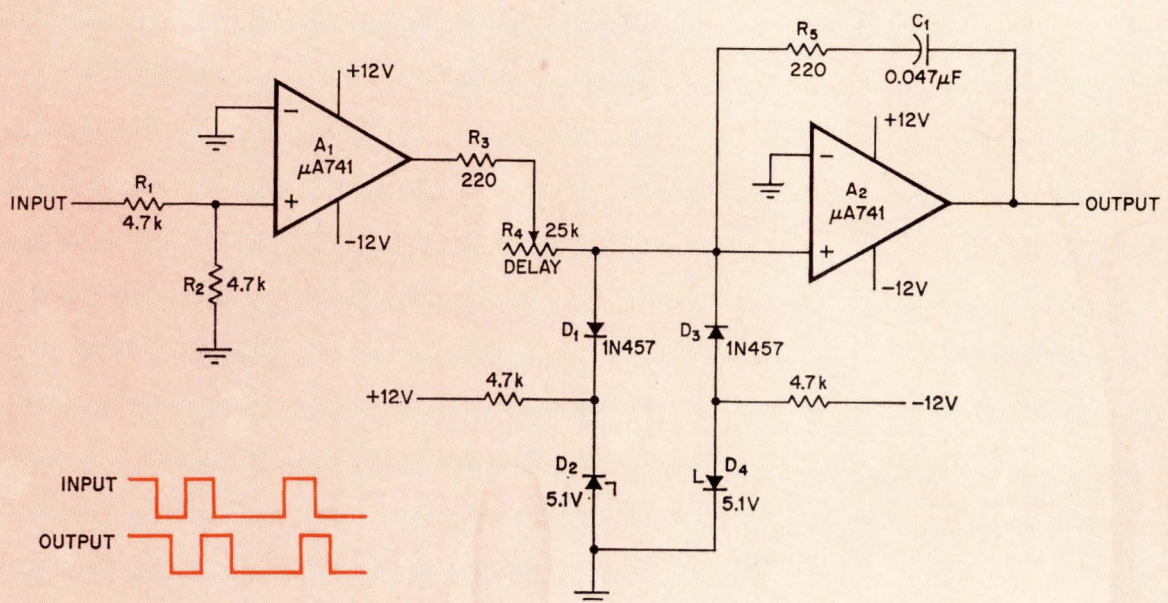 R5
220
C1
0.047μF
+12V
A1
μA741
−
+
−12V
INPUT
R1
4.7k
R2
4.7k
R3
220
R4
25k
DELAY
+12V
A2
μA741
−
+
−12V
OUTPUT
D1
1N457
D3
1N457
+12V
4.7k
4.7k
−12V
D2
5.1V
D4
5.1V
INPUT
OUTPUT